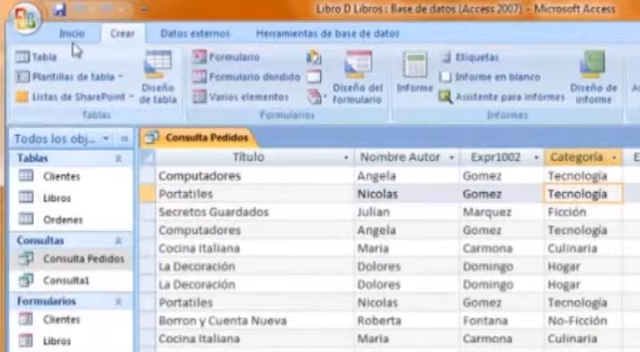 Libro D Libros : Base de datos (Access 2007) - Microsoft Access
Inicio Crear Datos externos Herramientas de base de datos
Tabla
Plantillas de tabla
Listas de SharePoint
Diseño de tabla
Tablas
Formulario
Formulario dividido
Varios elementos
Diseño del formulario
Formularios
Informe
Etiquetas
Informe en blanco
Asistente para informes
Diseño de informe
Informes
Todos los obj...
Tablas
Clientes
Libros
Ordenes
Consultas
Consulta Pedidos
Consulta1
Formularios
Clientes
Libros
Consulta Pedidos
Título Nombre Autor Expr1002 Categoría
Computadores Angela Gomez Tecnología
Portatiles Nicolas Gomez Tecnología
Secretos Guardados Julian Marquez Ficción
Computadores Angela Gomez Tecnología
Cocina Italiana Maria Carmona Culinaria
La Decoración Dolores Domingo Hogar
La Decoración Dolores Domingo Hogar
Portatiles Nicolas Gomez Tecnología
Borron y Cuenta Nueva Roberta Fontana No-Ficción
Cocina Italiana Maria Carmona Culinaria